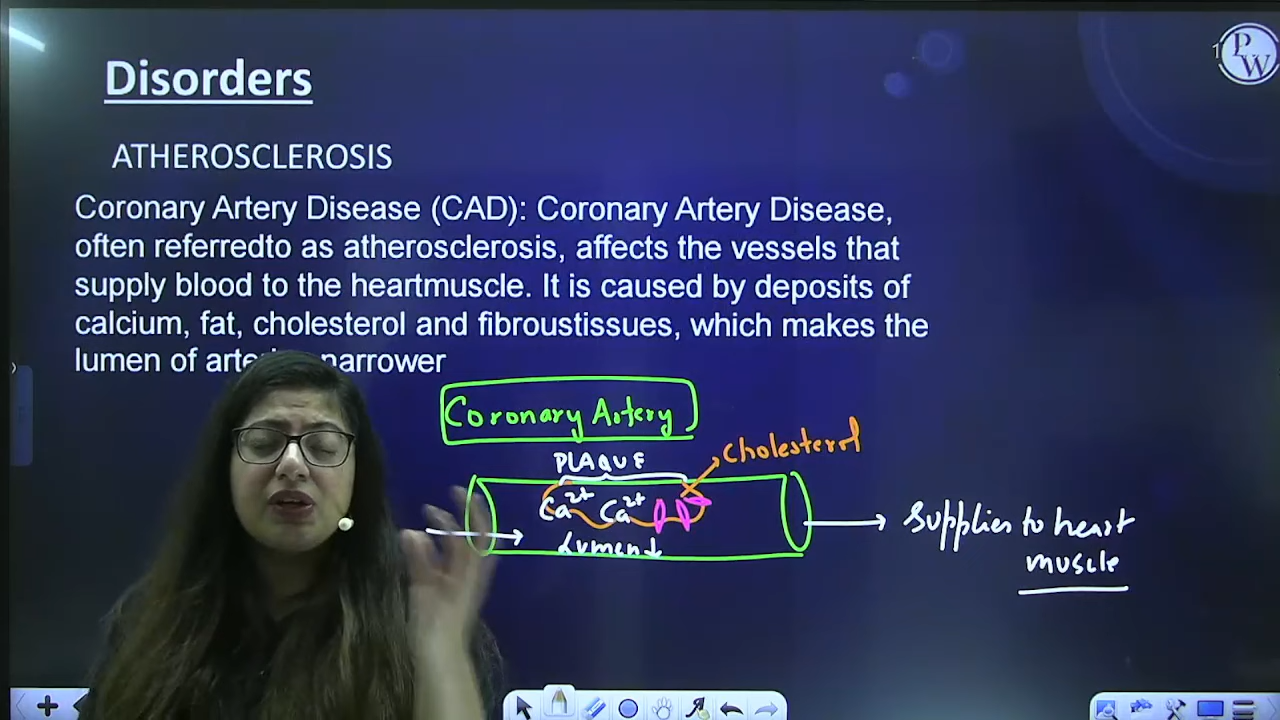 Disorders
PW
ATHEROSCLEROSIS
Coronary Artery Disease (CAD): Coronary Artery Disease,
often referredto as atherosclerosis, affects the vessels that
supply blood to the heartmuscle. It is caused by deposits of
calcium, fat, cholesterol and fibroustissues, which makes the
lumen of narrower
Coronary Artery
PLAQUE
Cholesterol
Ca2+ Ca2+
Lumen↓
Supplies to heart
muscle